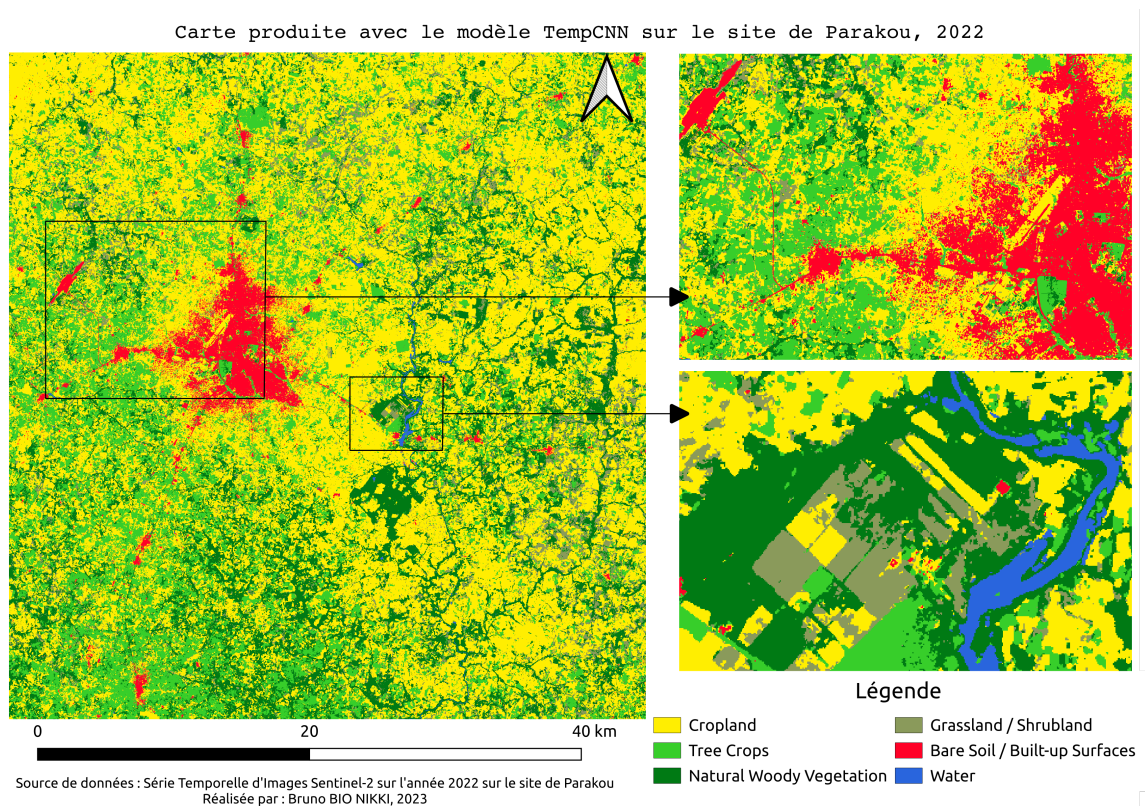 Carte produite avec le modèle TempCNN sur le site de Parakou, 2022
Légende
0 20 40 km
Cropland
Tree Crops
Natural Woody Vegetation
Grassland / Shrubland
Bare Soil / Built-up Surfaces
Water
Source de données : Série Temporelle d'Images Sentinel-2 sur l'année 2022 sur le site de Parakou
Réalisée par : Bruno BIO NIKKI, 2023